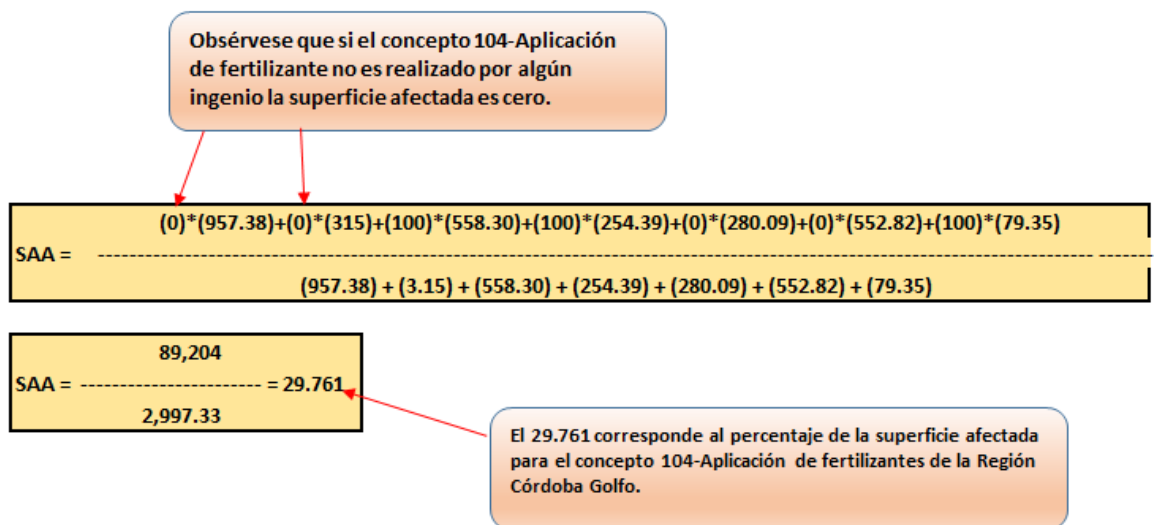 Obsérvese que si el concepto 104-Aplicación
de fertilizante no es realizado por algún
ingenio la superficie afectada es cero.
(0)*(957.38)+(0)*(315)+(100)*(558.30)+(100)*(254.39)+(0)*(280.09)+(0)*(552.82)+(100)*(79.35)
SAA = ------------------------------------------------------------------------------------------------ -------
(957.38) + (3.15) + (558.30) + (254.39) + (280.09) + (552.82) + (79.35)
89,204
SAA = ----------------------- = 29.761
2,997.33
El 29.761 corresponde al percentaje de la superficie afectada
para el concepto 104-Aplicación de fertilizantes de la Región
Córdoba Golfo.